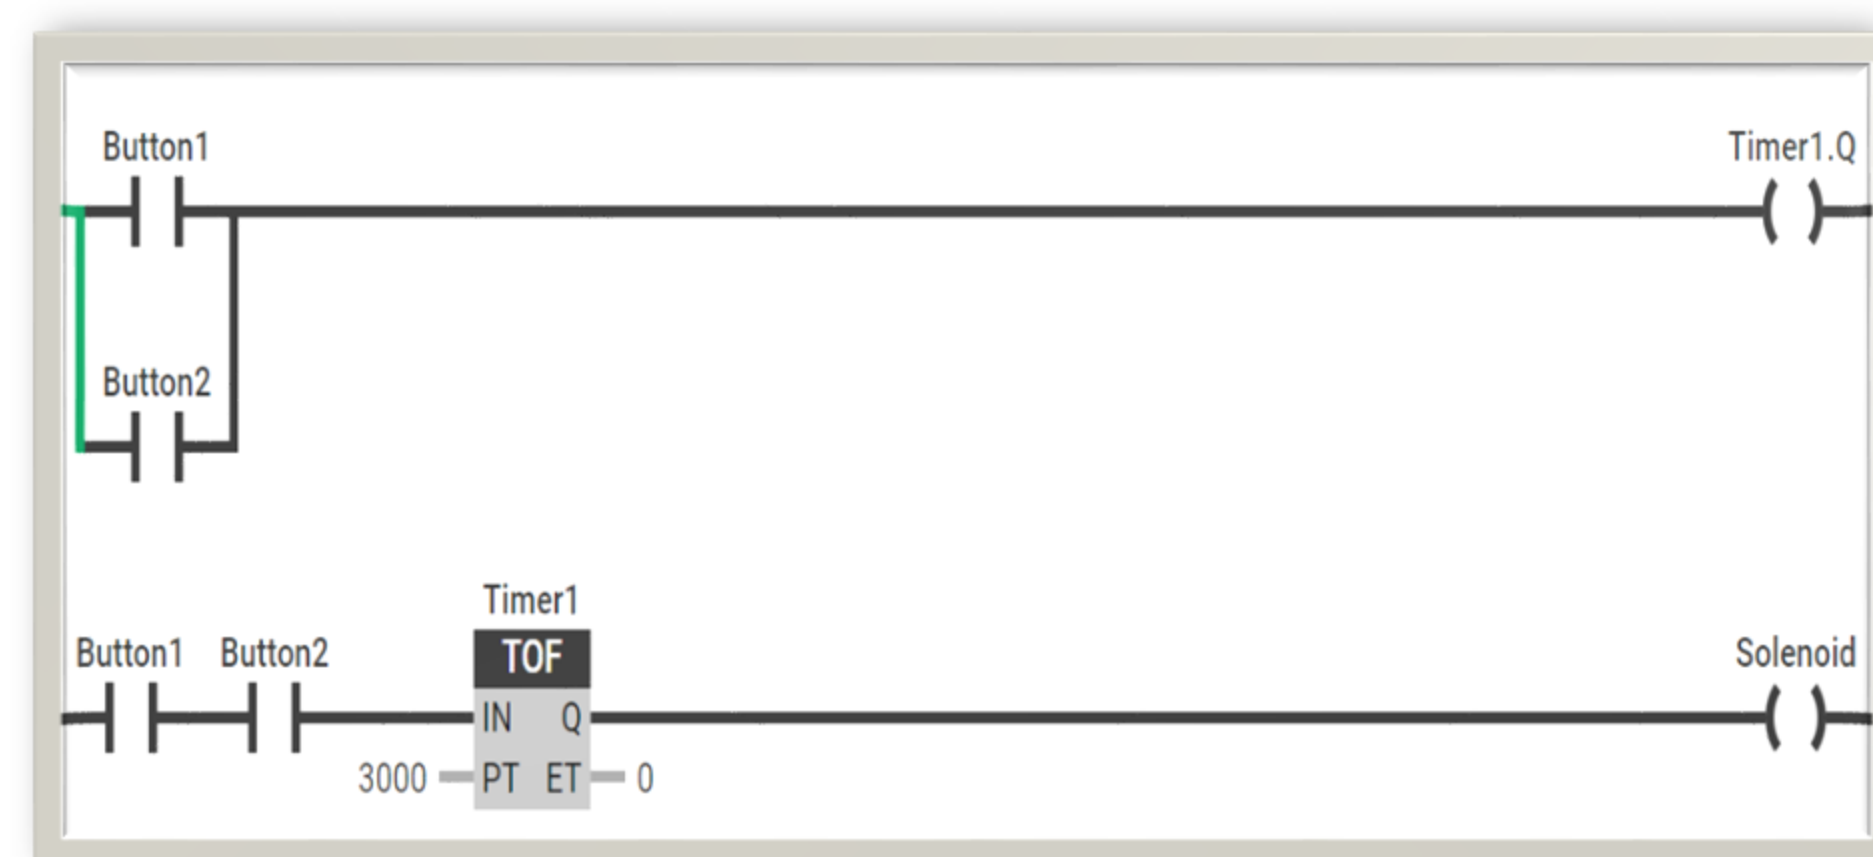 Button1
Timer1.Q
Button2
Timer1
Button1 Button2 TOF Solenoid
IN Q
3000 PT ET 0